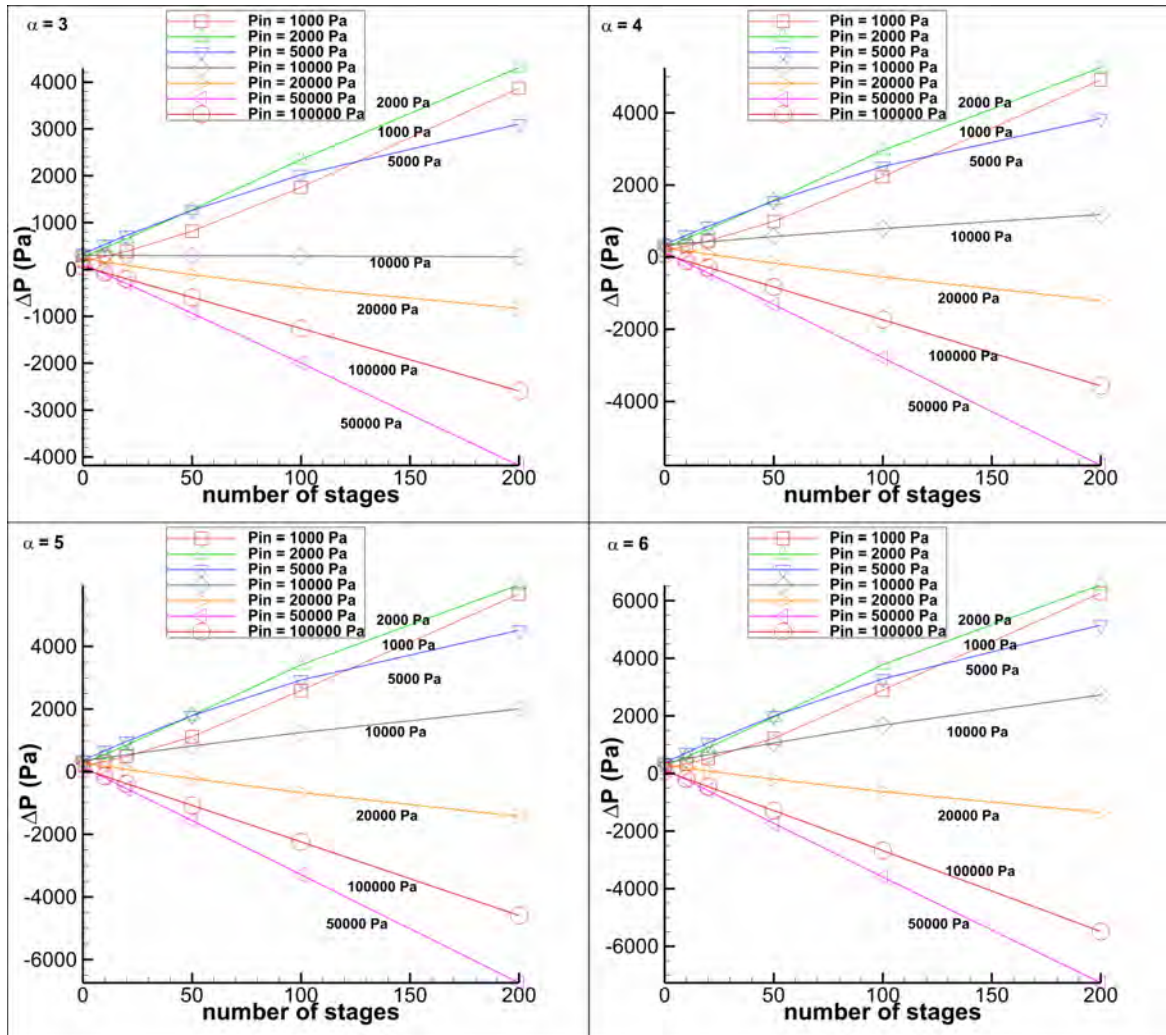 α = 3
Pin = 1000 Pa
Pin = 2000 Pa
Pin = 5000 Pa
Pin = 10000 Pa
Pin = 20000 Pa
Pin = 50000 Pa
Pin = 100000 Pa
4000
3000
2000
1000
0
-1000
-2000
-3000
-4000
ΔP (Pa)
2000 Pa
1000 Pa
5000 Pa
10000 Pa
20000 Pa
100000 Pa
50000 Pa
0 50 100 150 200
number of stages
α = 4
Pin = 1000 Pa
Pin = 2000 Pa
Pin = 5000 Pa
Pin = 10000 Pa
Pin = 20000 Pa
Pin = 50000 Pa
Pin = 100000 Pa
4000
2000
0
-2000
-4000
ΔP (Pa)
2000 Pa
1000 Pa
5000 Pa
10000 Pa
20000 Pa
100000 Pa
50000 Pa
0 50 100 150 200
number of stages
α = 5
Pin = 1000 Pa
Pin = 2000 Pa
Pin = 5000 Pa
Pin = 10000 Pa
Pin = 20000 Pa
Pin = 50000 Pa
Pin = 100000 Pa
4000
2000
0
-2000
-4000
-6000
ΔP (Pa)
2000 Pa
1000 Pa
5000 Pa
10000 Pa
20000 Pa
100000 Pa
50000 Pa
0 50 100 150 200
number of stages
α = 6
Pin = 1000 Pa
Pin = 2000 Pa
Pin = 5000 Pa
Pin = 10000 Pa
Pin = 20000 Pa
Pin = 50000 Pa
Pin = 100000 Pa
6000
4000
2000
0
-2000
-4000
-6000
ΔP (Pa)
2000 Pa
1000 Pa
5000 Pa
10000 Pa
20000 Pa
100000 Pa
50000 Pa
0 50 100 150 200
number of stages